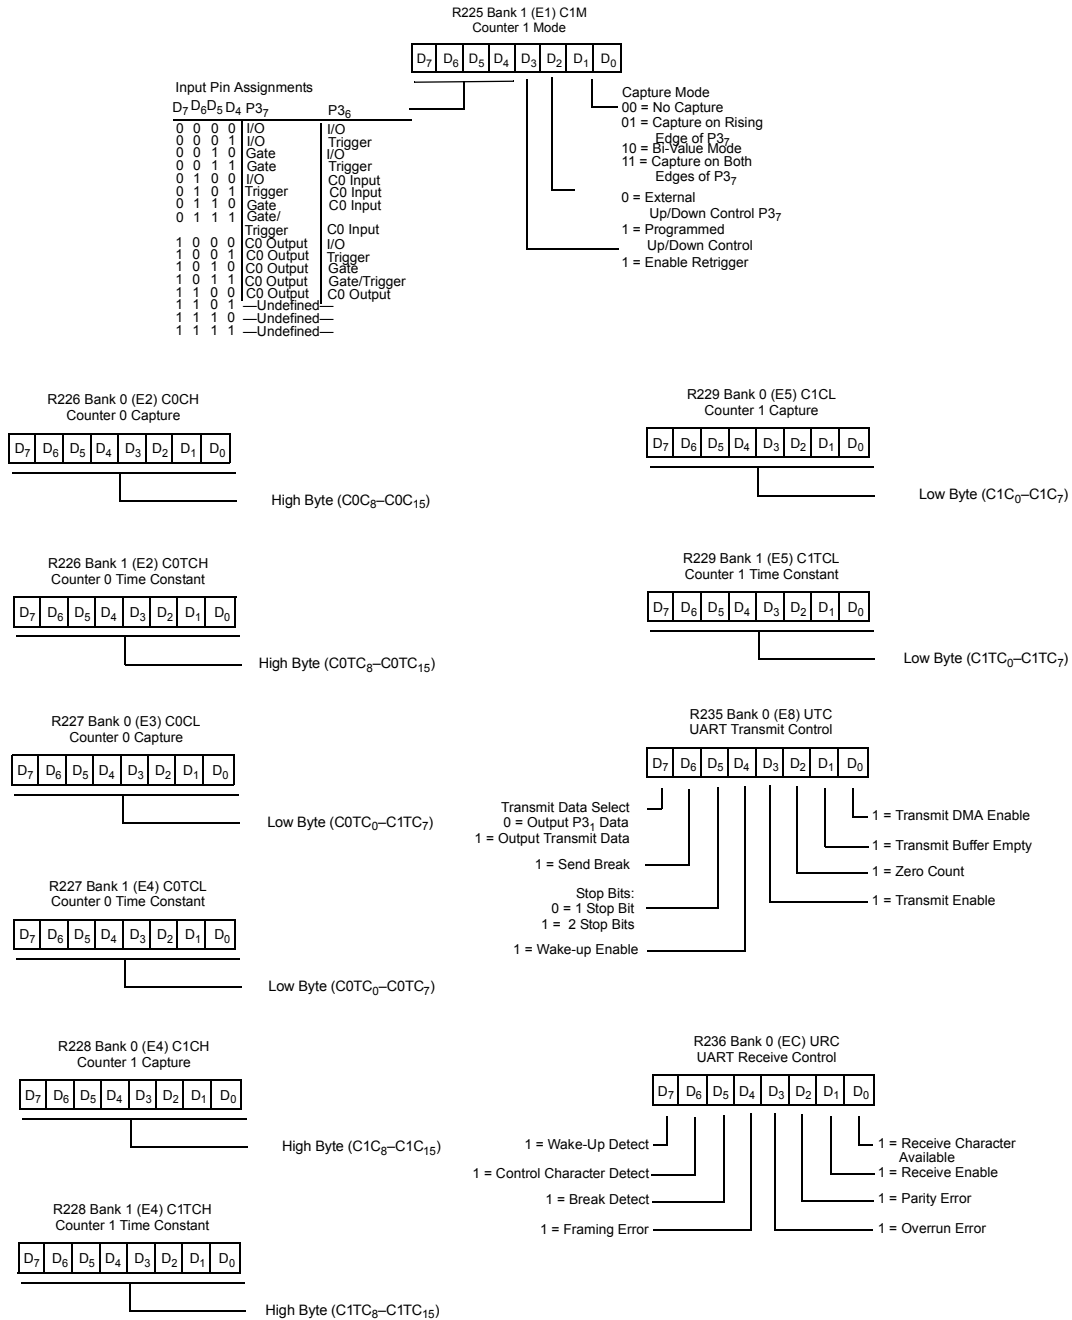 R225 Bank 1 (E1) C1M
Counter 1 Mode
D7 D6 D5 D4 D3 D2 D1 D0
Input Pin Assignments
D7 D6 D5 D4 P37 P36
0 0 0 0 I/O I/O
0 0 0 1 I/O Trigger
0 0 1 0 Gate I/O
0 0 1 1 Gate Trigger
0 1 0 0 I/O C0 Input
0 1 0 1 Trigger C0 Input
0 1 1 0 Gate C0 Input
0 1 1 1 Gate/
Trigger C0 Input
1 0 0 0 C0 Output I/O
1 0 0 1 C0 Output Trigger
1 0 1 0 C0 Output Gate
1 0 1 1 C0 Output Gate/Trigger
1 1 0 0 C0 Output C0 Output
1 1 0 1 —Undefined—
1 1 1 0 —Undefined—
1 1 1 1 —Undefined—
Capture Mode
00 = No Capture
01 = Capture on Rising
Edge of P37
10 = Bi-Value Mode
11 = Capture on Both
Edges of P37
0 = External
Up/Down Control P37
1 = Programmed
Up/Down Control
1 = Enable Retrigger
R226 Bank 0 (E2) C0CH
Counter 0 Capture
D7 D6 D5 D4 D3 D2 D1 D0
High Byte (C0C8–C0C15)
R226 Bank 1 (E2) C0TCH
Counter 0 Time Constant
D7 D6 D5 D4 D3 D2 D1 D0
High Byte (C0TC8–C0TC15)
R227 Bank 0 (E3) C0CL
Counter 0 Capture
D7 D6 D5 D4 D3 D2 D1 D0
Low Byte (C0TC0–C1TC7)
R227 Bank 1 (E4) C0TCL
Counter 0 Time Constant
D7 D6 D5 D4 D3 D2 D1 D0
Low Byte (C0TC0–C0TC7)
R228 Bank 0 (E4) C1CH
Counter 1 Capture
D7 D6 D5 D4 D3 D2 D1 D0
High Byte (C1C8–C1C15)
R228 Bank 1 (E4) C1TCH
Counter 1 Time Constant
D7 D6 D5 D4 D3 D2 D1 D0
High Byte (C1TC8–C1TC15)
R229 Bank 0 (E5) C1CL
Counter 1 Capture
D7 D6 D5 D4 D3 D2 D1 D0
Low Byte (C1C0–C1C7)
R229 Bank 1 (E5) C1TCL
Counter 1 Time Constant
D7 D6 D5 D4 D3 D2 D1 D0
Low Byte (C1TC0–C1TC7)
R235 Bank 0 (E8) UTC
UART Transmit Control
D7 D6 D5 D4 D3 D2 D1 D0
Transmit Data Select
0 = Output P31 Data
1 = Output Transmit Data
1 = Send Break
Stop Bits:
0 = 1 Stop Bit
1 = 2 Stop Bits
1 = Wake-up Enable
1 = Transmit DMA Enable
1 = Transmit Buffer Empty
1 = Zero Count
1 = Transmit Enable
R236 Bank 0 (EC) URC
UART Receive Control
D7 D6 D5 D4 D3 D2 D1 D0
1 = Wake-Up Detect
1 = Control Character Detect
1 = Break Detect
1 = Framing Error
1 = Receive Character
Available
1 = Receive Enable
1 = Parity Error
1 = Overrun Error